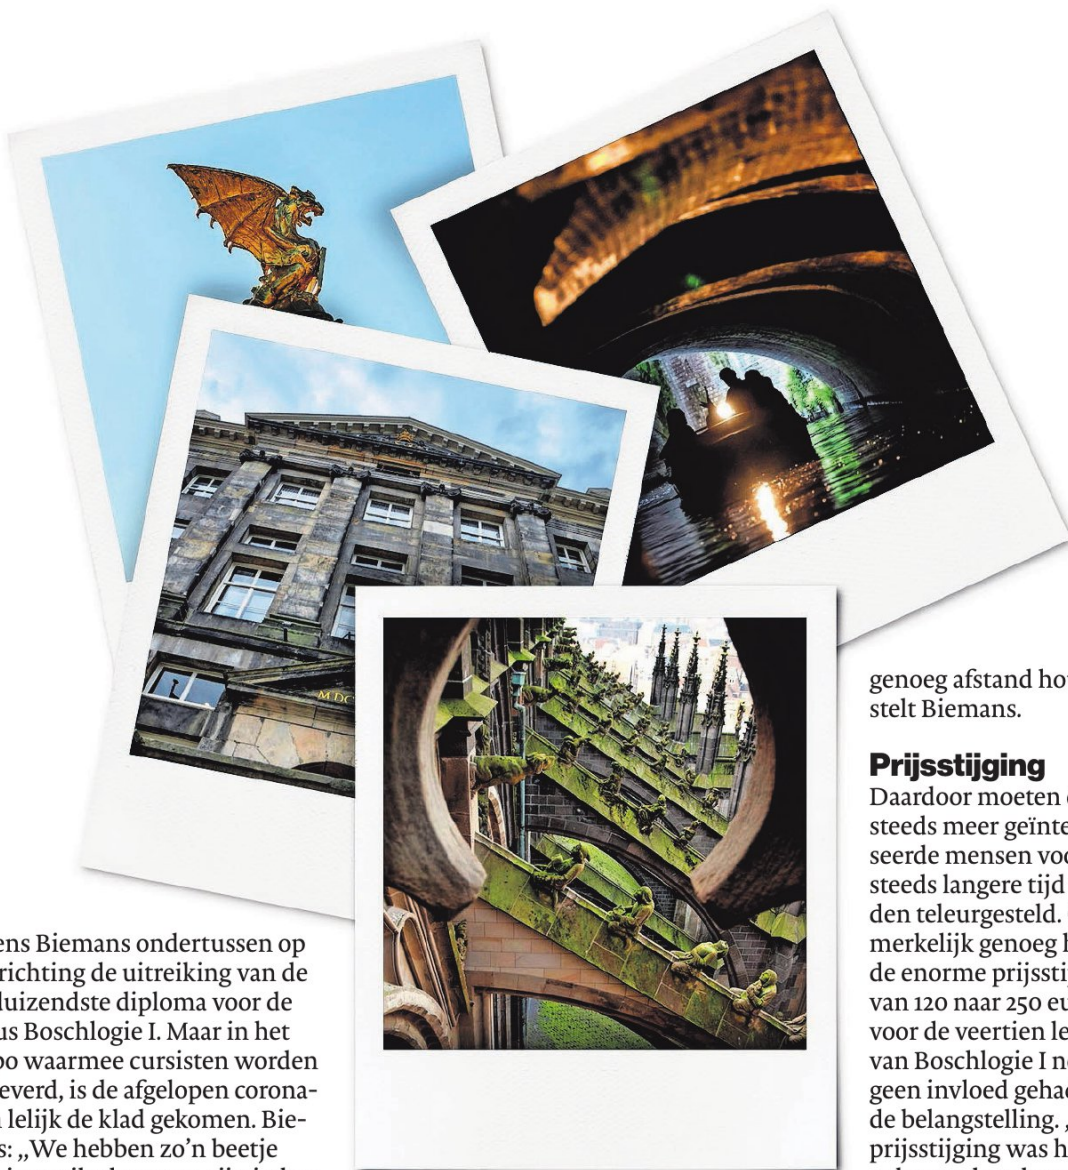 M DC
ens Biemans ondertussen op
richting de uitreiking van de
duizendste diploma voor de
us Boschlogie I. Maar in het
oo waarmee cursisten worden
everd, is de afgelopen corona-
lelijk de klad gekomen. Bie-
s: „We hebben zo'n beetje
genoeg afstand hou
stelt Biemans.
Prijsstijging
Daardoor moeten
steeds meer geïnte
seerde mensen voo
steeds langere tijd
den teleurgesteld.
merkelijk genoeg h
de enorme prijsstij
van 120 naar 250 eu
voor de veertien le
van Boschlogie I no
geen invloed gehad
de belangstelling. „
prijsstijging was h